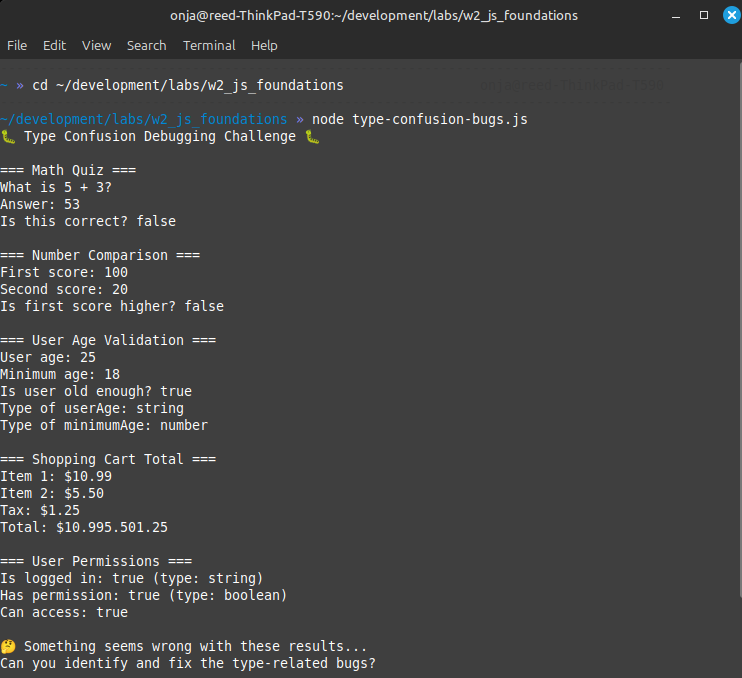 onja@reed-ThinkPad-T590:~/development/labs/w2_js_foundations
File Edit View Search Terminal Help
~ » cd ~/development/labs/w2_js_foundations onja@reed-ThinkPad-T590
~/development/labs/w2_js_foundations » node type-confusion-bugs.js
🐛 Type Confusion Debugging Challenge 🐛
=== Math Quiz ===
What is 5 + 3?
Answer: 53
Is this correct? false
=== Number Comparison ===
First score: 100
Second score: 20
Is first score higher? false
=== User Age Validation ===
User age: 25
Minimum age: 18
Is user old enough? true
Type of userAge: string
Type of minimumAge: number
=== Shopping Cart Total ===
Item 1: $10.99
Item 2: $5.50
Tax: $1.25
Total: $10.995.501.25
=== User Permissions ===
Is logged in: true (type: string)
Has permission: true (type: boolean)
Can access: true
🤔 Something seems wrong with these results...
Can you identify and fix the type-related bugs?